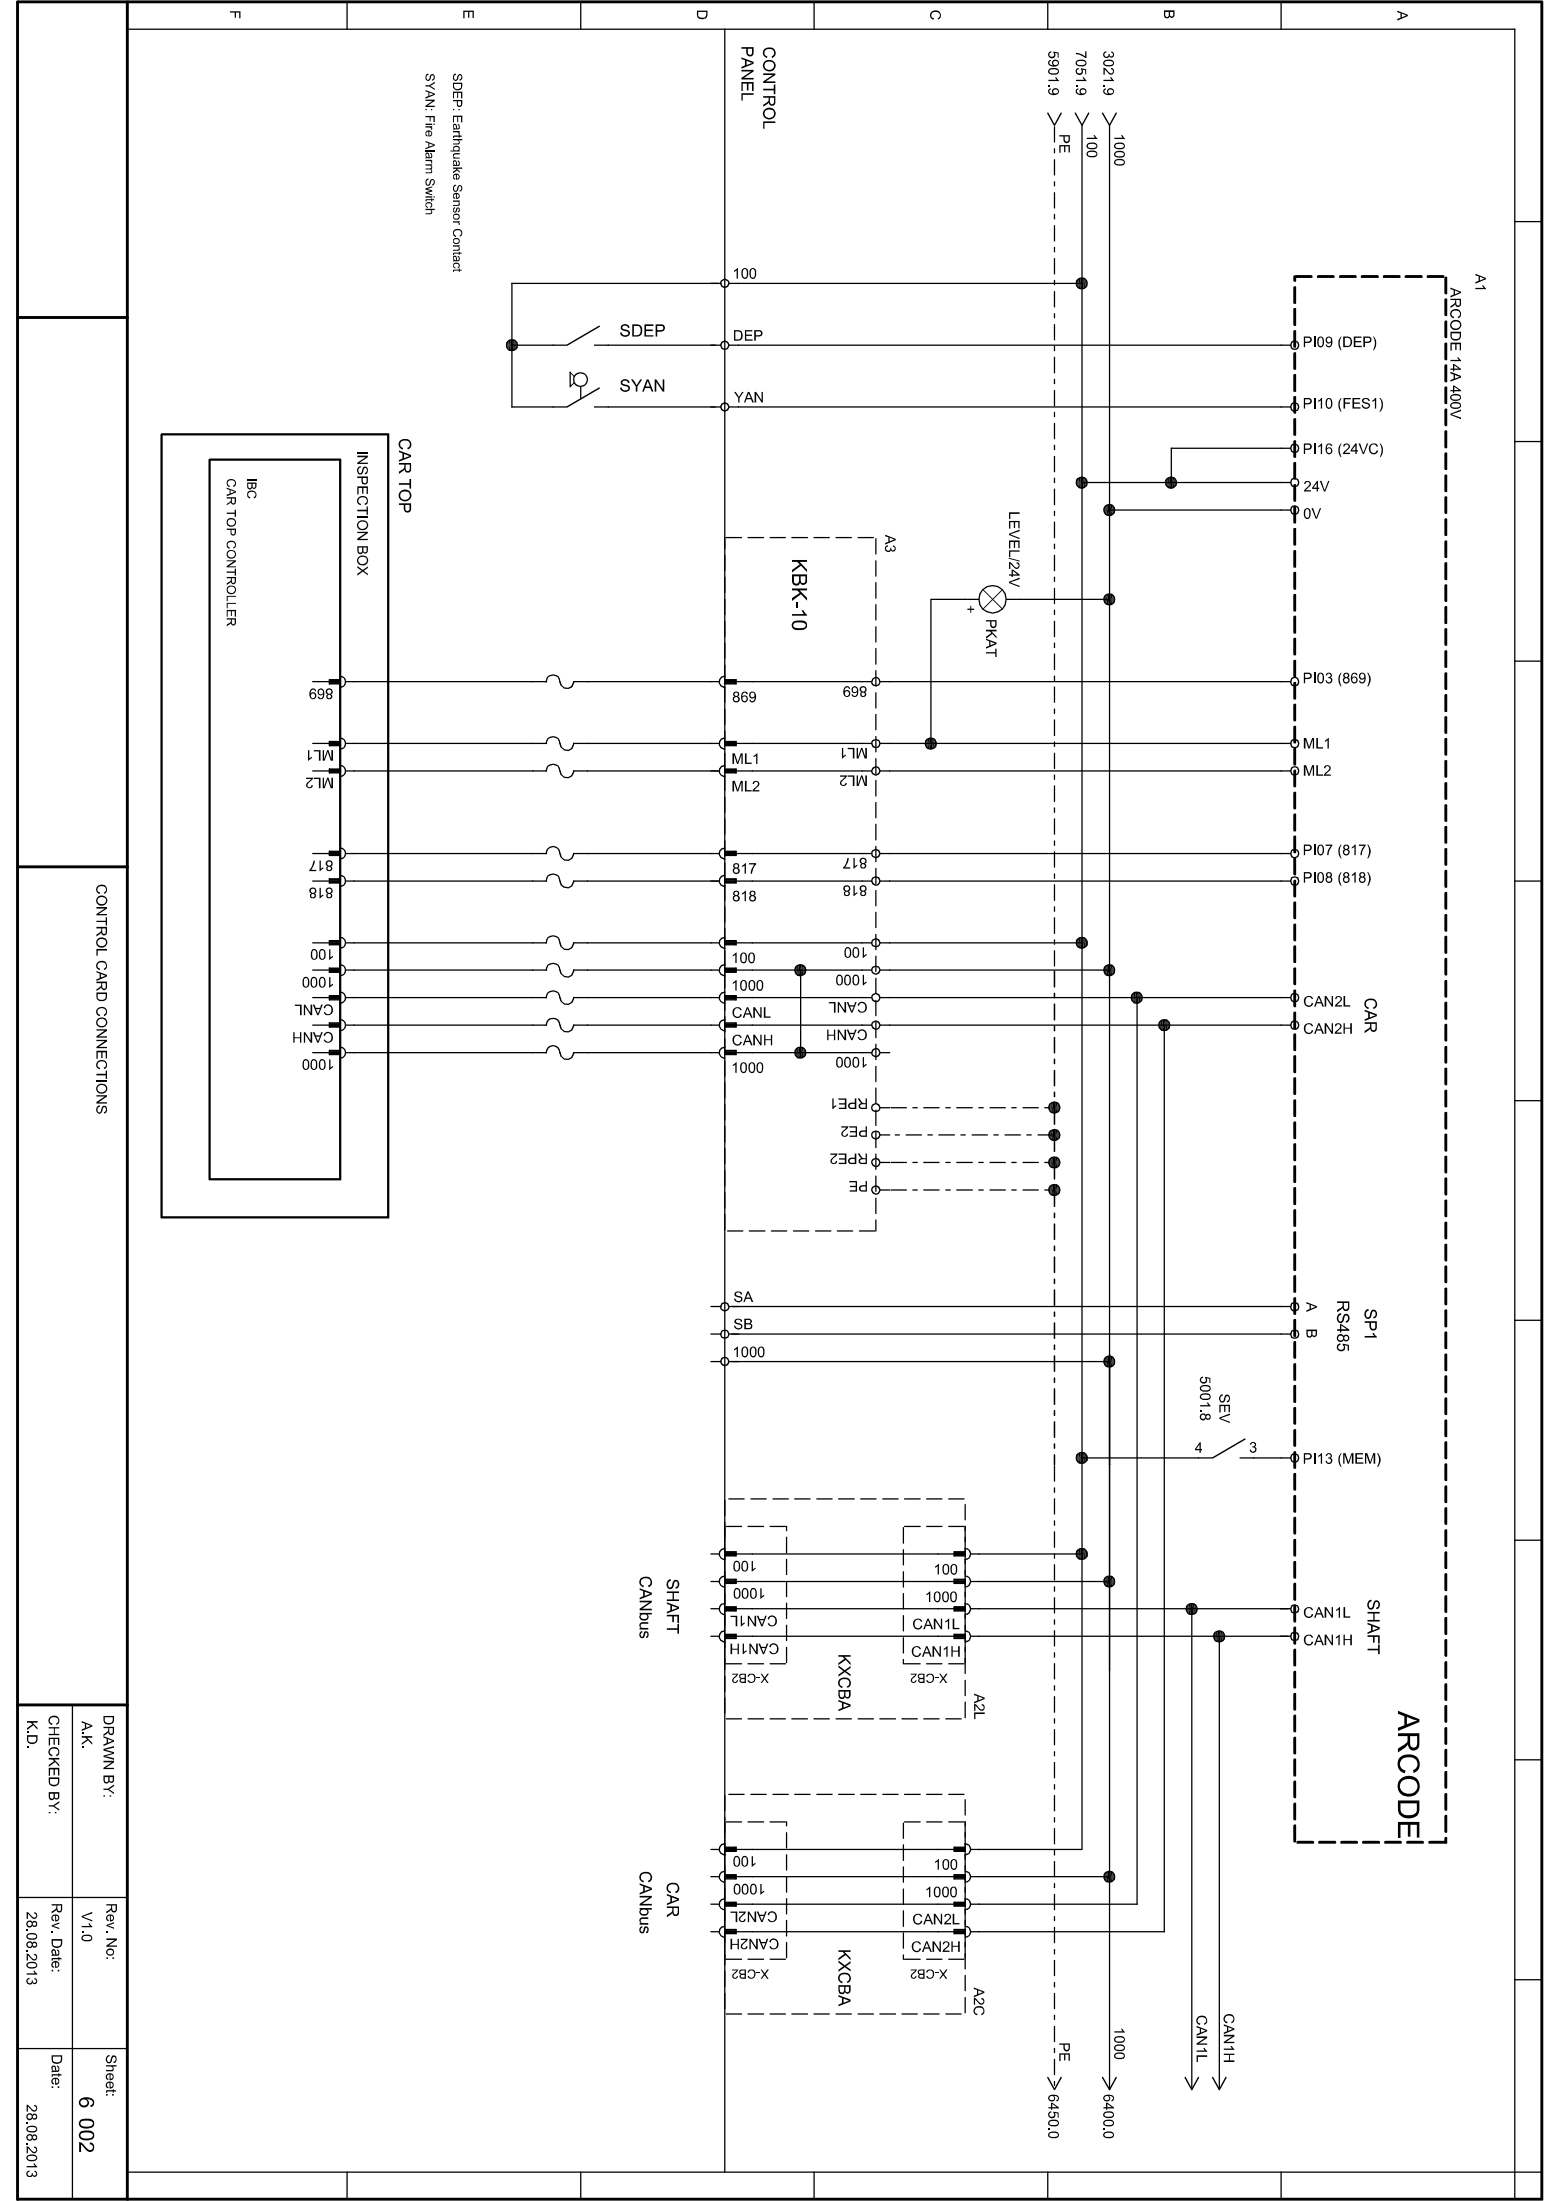 A
B
C
D
E
F
A1
ARCODE 14A 400V
ARCODE
PI09 (DEP)
PI10 (FES1)
PI16 (24VC)
24V
0V
PI03 (869)
ML1
ML2
PI07 (817)
PI08 (818)
CAR
CAN2L
CAN2H
SP1
RS485
A
B
PI13 (MEM)
SHAFT
CAN1L
CAN1H
SEV
5001.8
3
4
3021.9
7051.9
5901.9
1000
100
PE
CAN1H
CAN1L
1000
6400.0
PE
6450.0
LEVEL/24V
PKAT
+
A3
KBK-10
869
ML1
ML2
817
818
100
1000
CANL
CANH
1000
RPE1
PE2
RPE2
PE
869
ML1
ML2
817
818
100
1000
CANL
CANH
1000
CONTROL
PANEL
100
DEP
YAN
SDEP
SYAN
SA
SB
1000
A2L
KXCBA
X-CB2
100
1000
CAN1L
CAN1H
100
1000
CAN1L
CAN1H
X-CB2
SHAFT
CANbus
A2C
KXCBA
X-CB2
100
1000
CAN2L
CAN2H
100
1000
CAN2L
CAN2H
X-CB2
CAR
CANbus
SDEP: Earthquake Sensor Contact
SYAN: Fire Alarm Switch
CAR TOP
INSPECTION BOX
IBC
CAR TOP CONTROLLER
869
ML1
ML2
817
818
100
1000
CANL
CANH
1000
CONTROL CARD CONNECTIONS
DRAWN BY:
A.K.
CHECKED BY:
K.D.
Rev. No:
V1.0
Rev. Date:
28.08.2013
Sheet:
6 002
Date:
28.08.2013